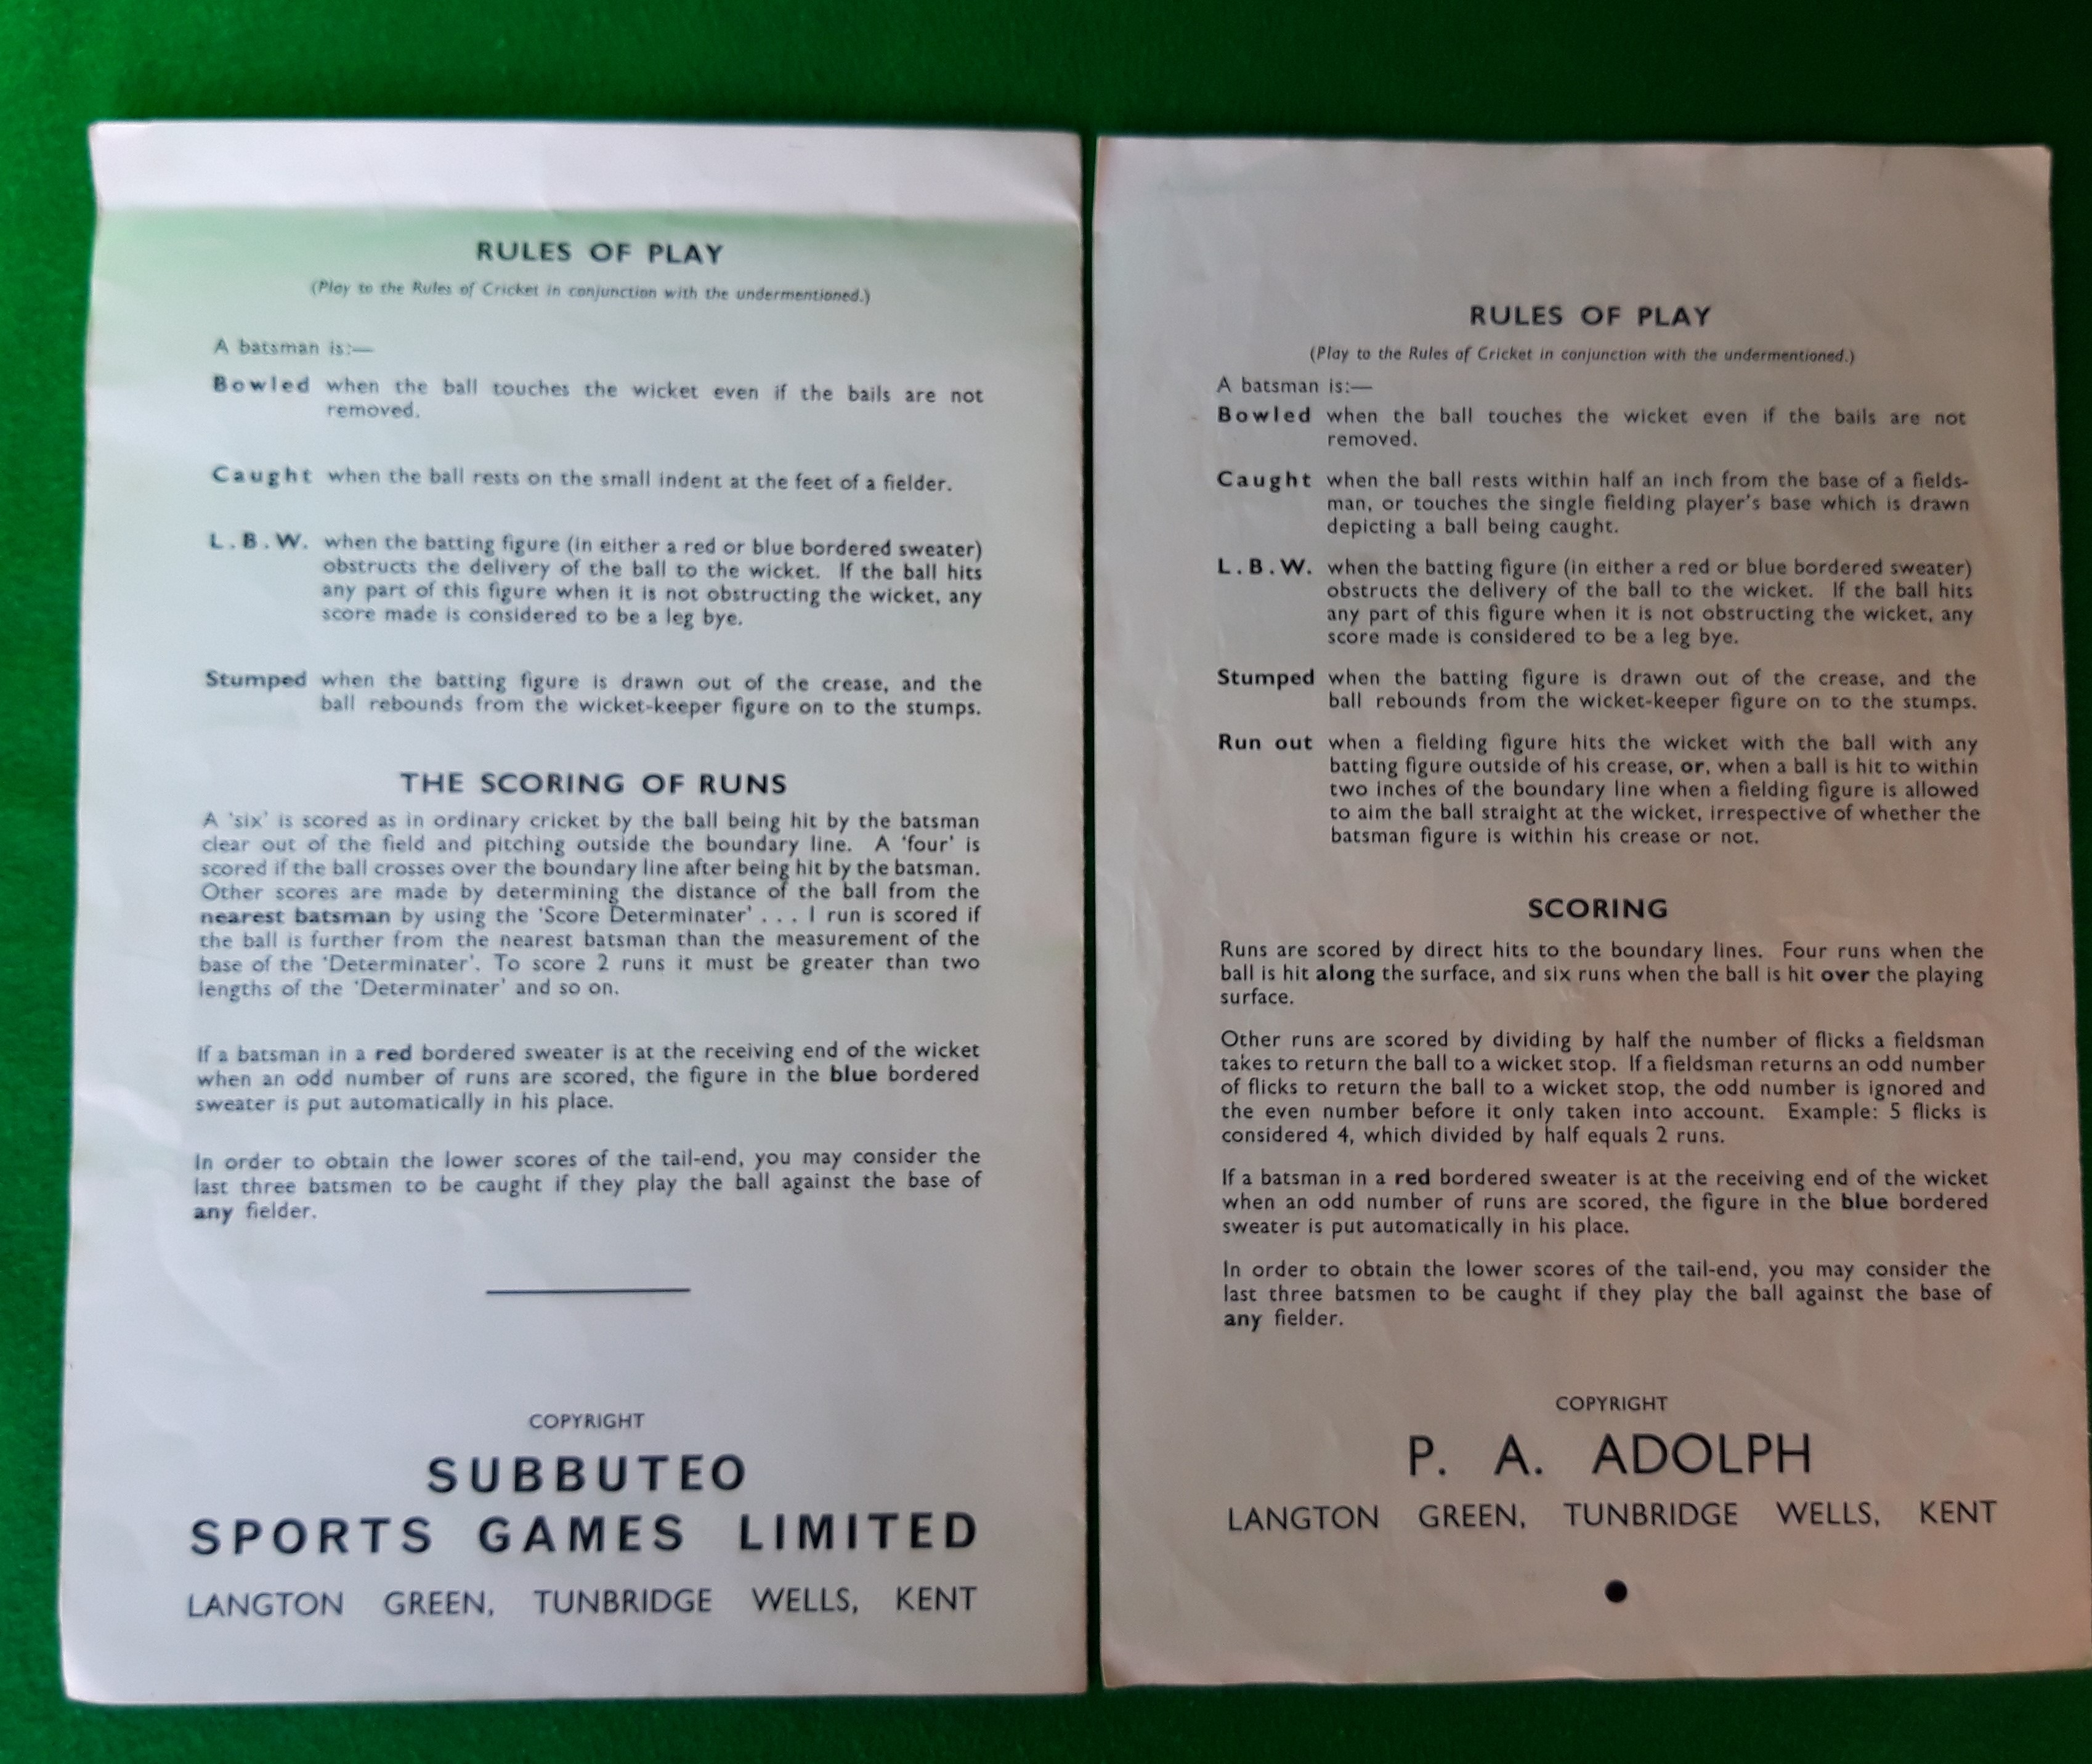 RULES OF PLAY
(Play to the Rules of Cricket in conjunction with the undermentioned.)
A batsman is:—
Bowled when the ball touches the wicket even if the bails are not
removed.
Caught when the ball rests on the small indent at the feet of a fielder.
L.B.W. when the batting figure (in either a red or blue bordered sweater)
obstructs the delivery of the ball to the wicket. If the ball hits
any part of this figure when it is not obstructing the wicket, any
score made is considered to be a leg bye.
Stumped when the batting figure is drawn out of the crease, and the
ball rebounds from the wicket-keeper figure on to the stumps.
THE SCORING OF RUNS
A 'six' is scored as in ordinary cricket by the ball being hit by the batsman
clear out of the field and pitching outside the boundary line. A 'four' is
scored if the ball crosses over the boundary line after being hit by the batsman.
Other scores are made by determining the distance of the ball from the
nearest batsman by using the 'Score Determinater' . . . 1 run is scored if
the ball is further from the nearest batsman than the measurement of the
base of the 'Determinater'. To score 2 runs it must be greater than two
lengths of the 'Determinater' and so on.
If a batsman in a red bordered sweater is at the receiving end of the wicket
when an odd number of runs are scored, the figure in the blue bordered
sweater is put automatically in his place.
In order to obtain the lower scores of the tail-end, you may consider the
last three batsmen to be caught if they play the ball against the base of
any fielder.
COPYRIGHT
SUBBUTEO
SPORTS GAMES LIMITED
LANGTON GREEN, TUNBRIDGE WELLS, KENT
RULES OF PLAY
(Play to the Rules of Cricket in conjunction with the undermentioned.)
A batsman is:—
Bowled when the ball touches the wicket even if the bails are not
removed.
Caught when the ball rests within half an inch from the base of a fields-
man, or touches the single fielding player's base which is drawn
depicting a ball being caught.
L.B.W. when the batting figure (in either a red or blue bordered sweater)
obstructs the delivery of the ball to the wicket. If the ball hits
any part of this figure when it is not obstructing the wicket, any
score made is considered to be a leg bye.
Stumped when the batting figure is drawn out of the crease, and the
ball rebounds from the wicket-keeper figure on to the stumps.
Run out when a fielding figure hits the wicket with the ball with any
batting figure outside of his crease, or, when a ball is hit to within
two inches of the boundary line when a fielding figure is allowed
to aim the ball straight at the wicket, irrespective of whether the
batsman figure is within his crease or not.
SCORING
Runs are scored by direct hits to the boundary lines. Four runs when the
ball is hit along the surface, and six runs when the ball is hit over the playing
surface.
Other runs are scored by dividing by half the number of flicks a fieldsman
takes to return the ball to a wicket stop. If a fieldsman returns an odd number
of flicks to return the ball to a wicket stop, the odd number is ignored and
the even number before it only taken into account. Example: 5 flicks is
considered 4, which divided by half equals 2 runs.
If a batsman in a red bordered sweater is at the receiving end of the wicket
when an odd number of runs are scored, the figure in the blue bordered
sweater is put automatically in his place.
In order to obtain the lower scores of the tail-end, you may consider the
last three batsmen to be caught if they play the ball against the base of
any fielder.
COPYRIGHT
P. A. ADOLPH
LANGTON GREEN, TUNBRIDGE WELLS, KENT